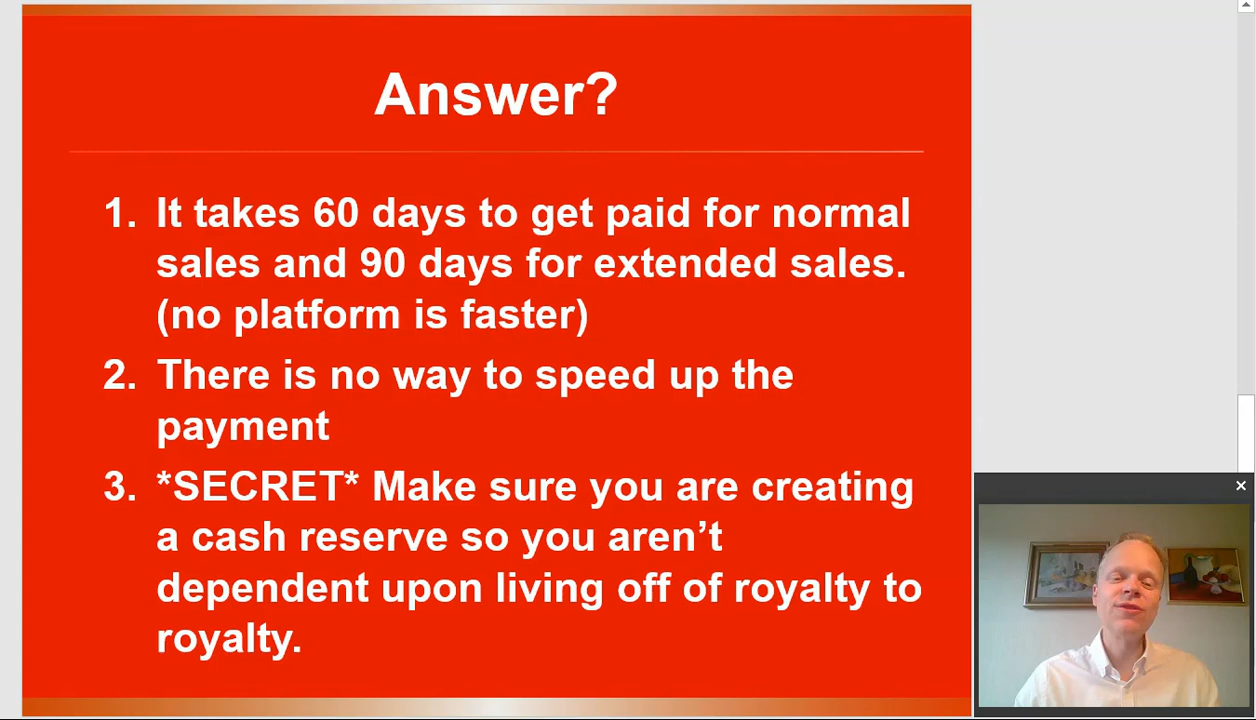 Answer?
1. It takes 60 days to get paid for normal
sales and 90 days for extended sales.
(no platform is faster)
2. There is no way to speed up the
payment
3. *SECRET* Make sure you are creating
a cash reserve so you aren’t
dependent upon living off of royalty to
royalty.